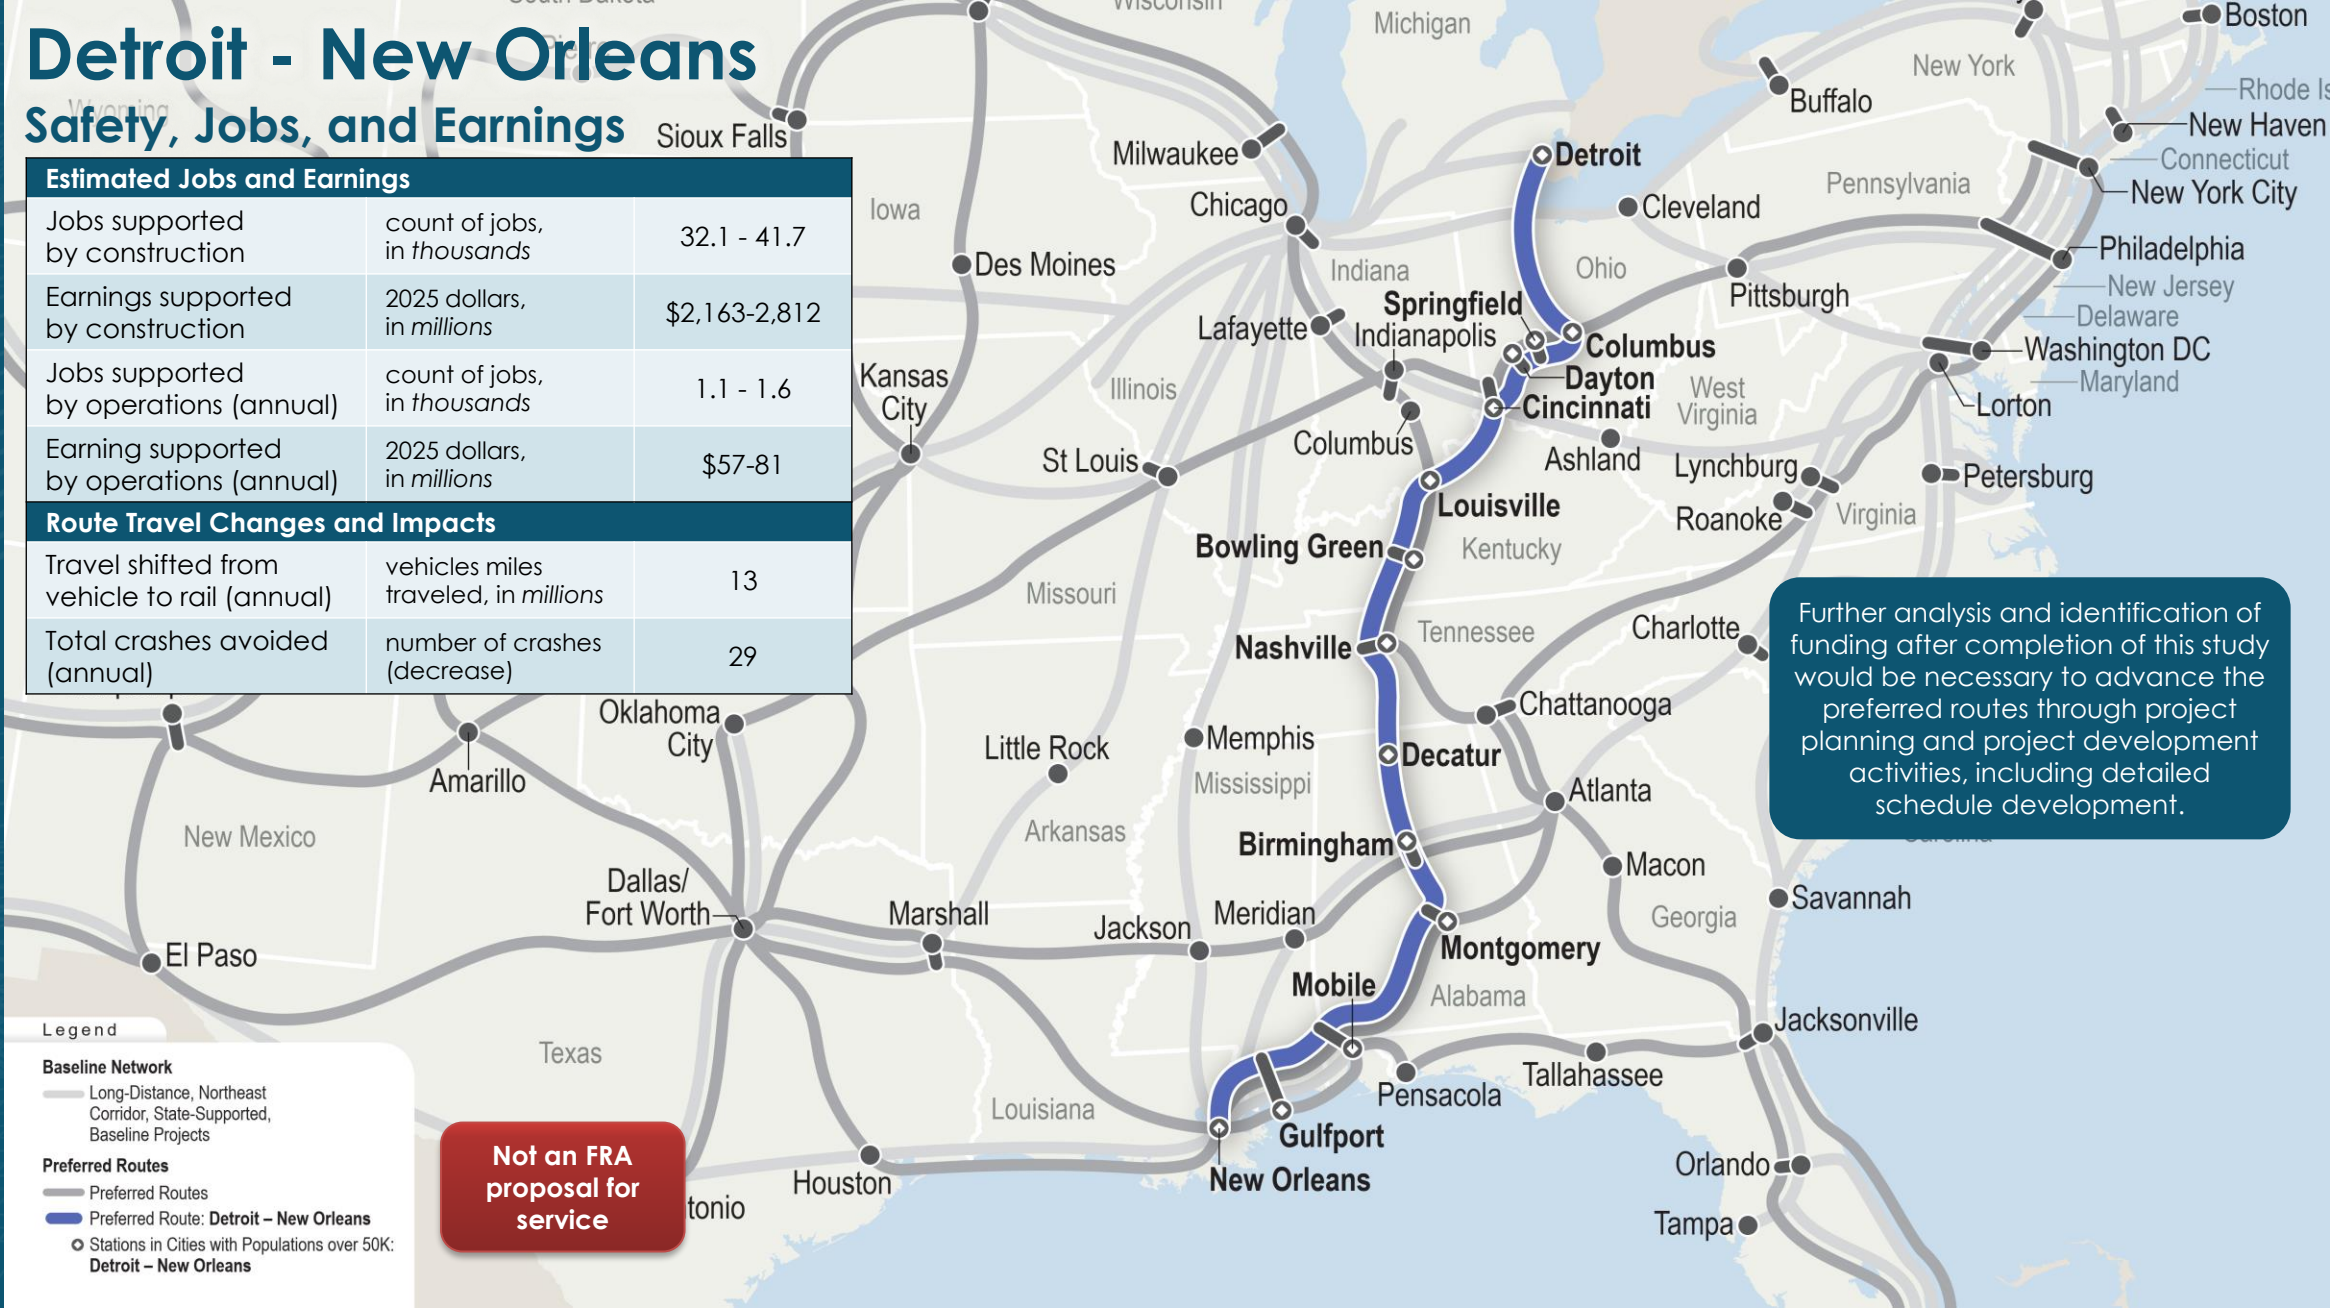 Detroit - New Orleans
Safety, Jobs, and Earnings
Estimated Jobs and Earnings
Jobs supported
by construction
count of jobs,
in thousands
32.1 - 41.7
Earnings supported
by construction
2025 dollars,
in millions
$2,163-2,812
Jobs supported
by operations (annual)
count of jobs,
in thousands
1.1 - 1.6
Earning supported
by operations (annual)
2025 dollars,
in millions
$57-81
Route Travel Changes and Impacts
Travel shifted from
vehicle to rail (annual)
vehicles miles
traveled, in millions
13
Total crashes avoided
(annual)
number of crashes
(decrease)
29
South Dakota
Pierre
Wyoming
Sioux Falls
Wisconsin
Michigan
Boston
New York
Buffalo
Rhode Is
New Haven
Connecticut
New York City
Milwaukee
Detroit
Chicago
Cleveland
Pennsylvania
Iowa
Des Moines
Indiana
Ohio
Philadelphia
New Jersey
Delaware
Washington DC
Maryland
Lorton
Pittsburgh
Springfield
Lafayette
Indianapolis
Columbus
Dayton
Cincinnati
West
Virginia
Kansas
City
Illinois
Columbus
St Louis
Ashland
Lynchburg
Petersburg
Louisville
Roanoke
Virginia
Bowling Green
Kentucky
Missouri
Nashville
Tennessee
Charlotte
Further analysis and identification of
funding after completion of this study
would be necessary to advance the
preferred routes through project
planning and project development
activities, including detailed
schedule development.
Carolina
Oklahoma
City
Amarillo
Little Rock
Memphis
Mississippi
Chattanooga
Decatur
Atlanta
New Mexico
Arkansas
Birmingham
Macon
Dallas/
Fort Worth
Marshall
Jackson
Meridian
Georgia
Savannah
El Paso
Montgomery
Mobile
Alabama
Jacksonville
Texas
Louisiana
Pensacola
Tallahassee
Gulfport
New Orleans
Houston
tonio
Orlando
Tampa
Legend
Baseline Network
Long-Distance, Northeast
Corridor, State-Supported,
Baseline Projects
Preferred Routes
Preferred Routes
Preferred Route: Detroit – New Orleans
Stations in Cities with Populations over 50K:
Detroit – New Orleans
Not an FRA
proposal for
service